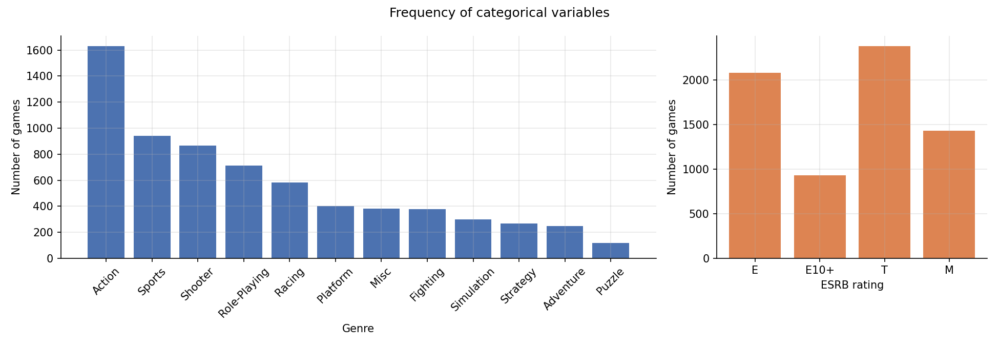 Frequency of categorical variables
Number of games
1600
1400
1200
1000
800
600
400
200
0
Action
Sports
Shooter
Role-Playing
Racing
Platform
Misc
Fighting
Simulation
Strategy
Adventure
Puzzle
Genre
Number of games
2000
1500
1000
500
0
E
E10+
T
M
ESRB rating